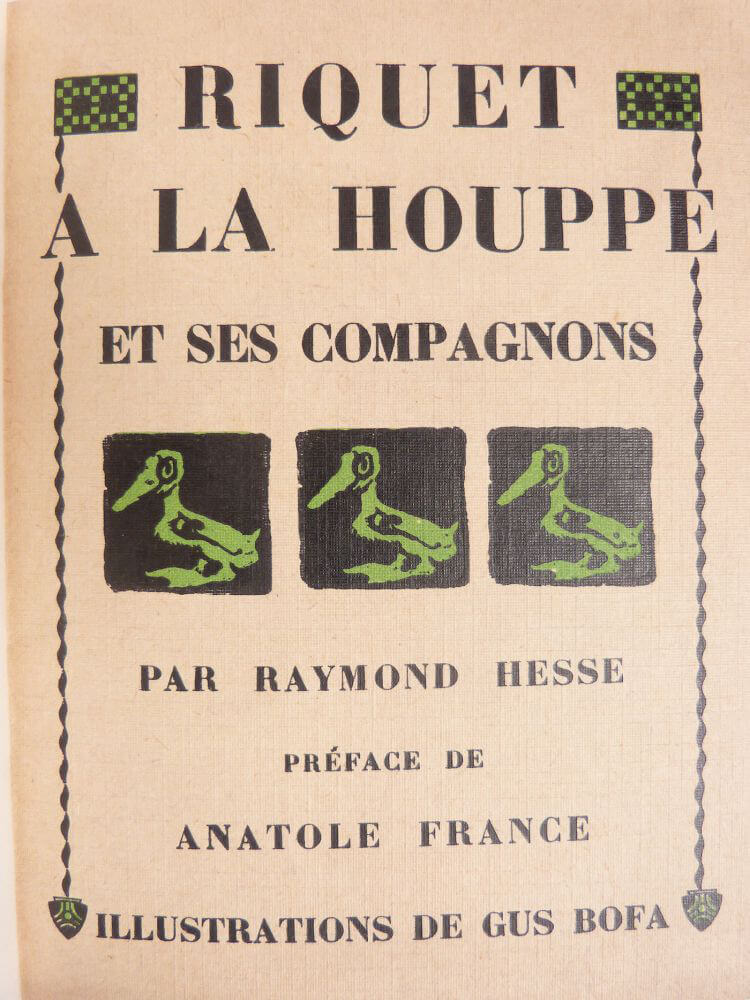 RIQUET
A LA HOUPPE
ET SES COMPAGNONS
PAR RAYMOND HESSE
PRÉFACE DE
ANATOLE FRANCE
ILLUSTRATIONS DE GUS BOFA